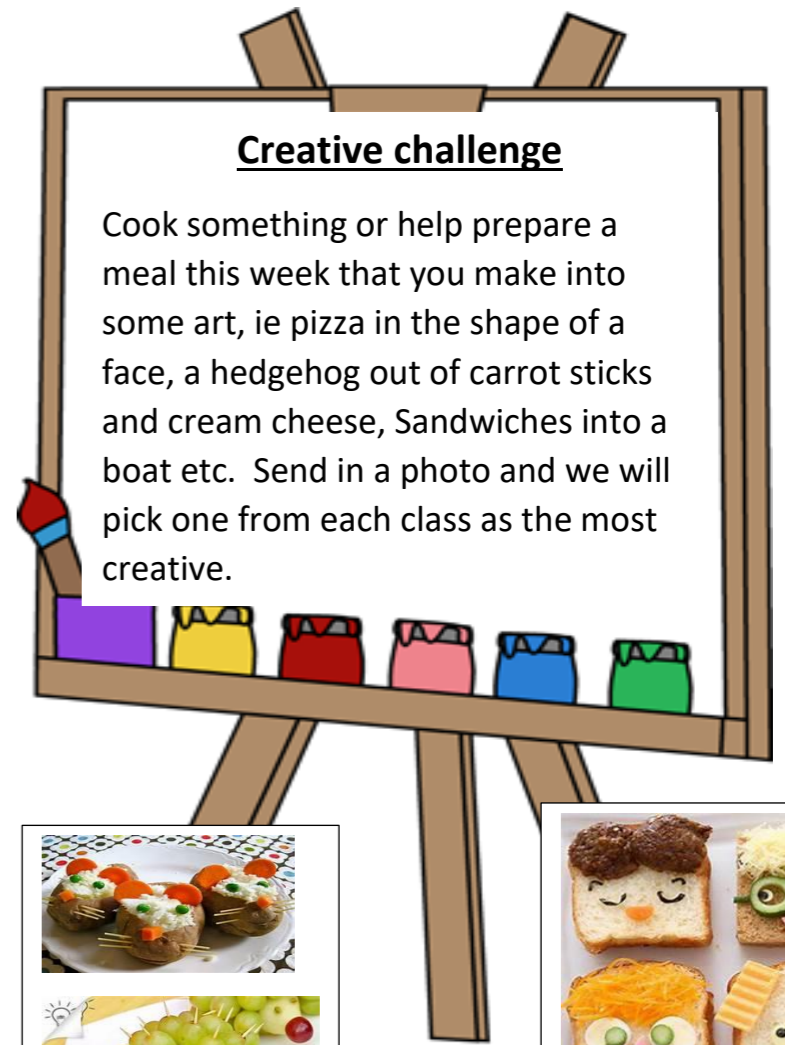 Creative challenge
Cook something or help prepare a
meal this week that you make into
some art, ie pizza in the shape of a
face, a hedgehog out of carrot sticks
and cream cheese, Sandwiches into a
boat etc.  Send in a photo and we will
pick one from each class as the most
creative.